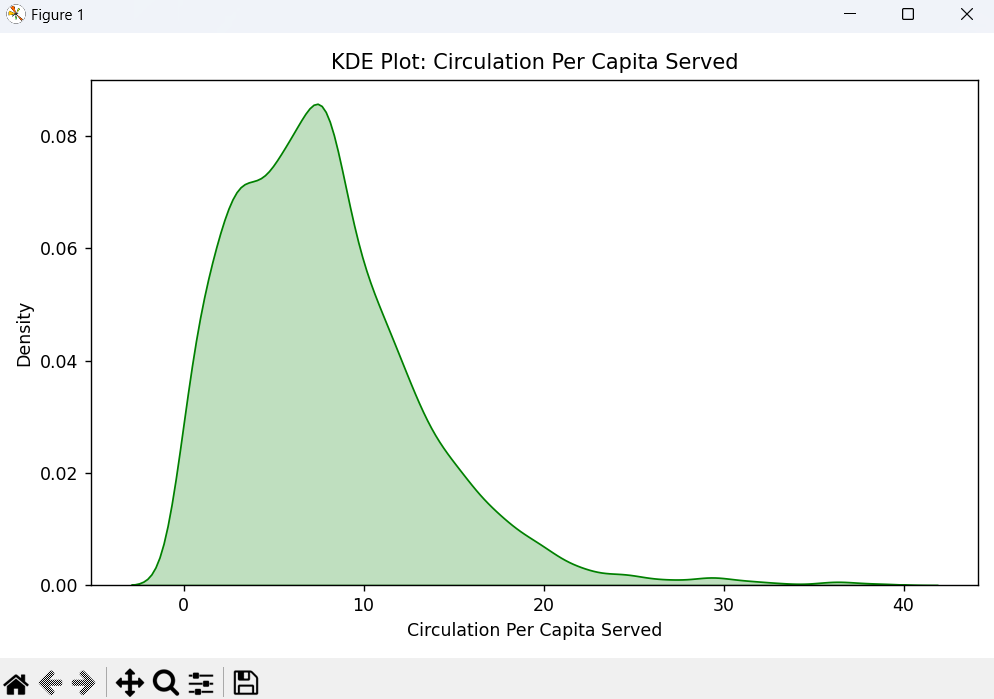 Figure 1
KDE Plot: Circulation Per Capita Served
0.08
0.06
0.04
0.02
0.00
Density
0
10
20
30
40
Circulation Per Capita Served